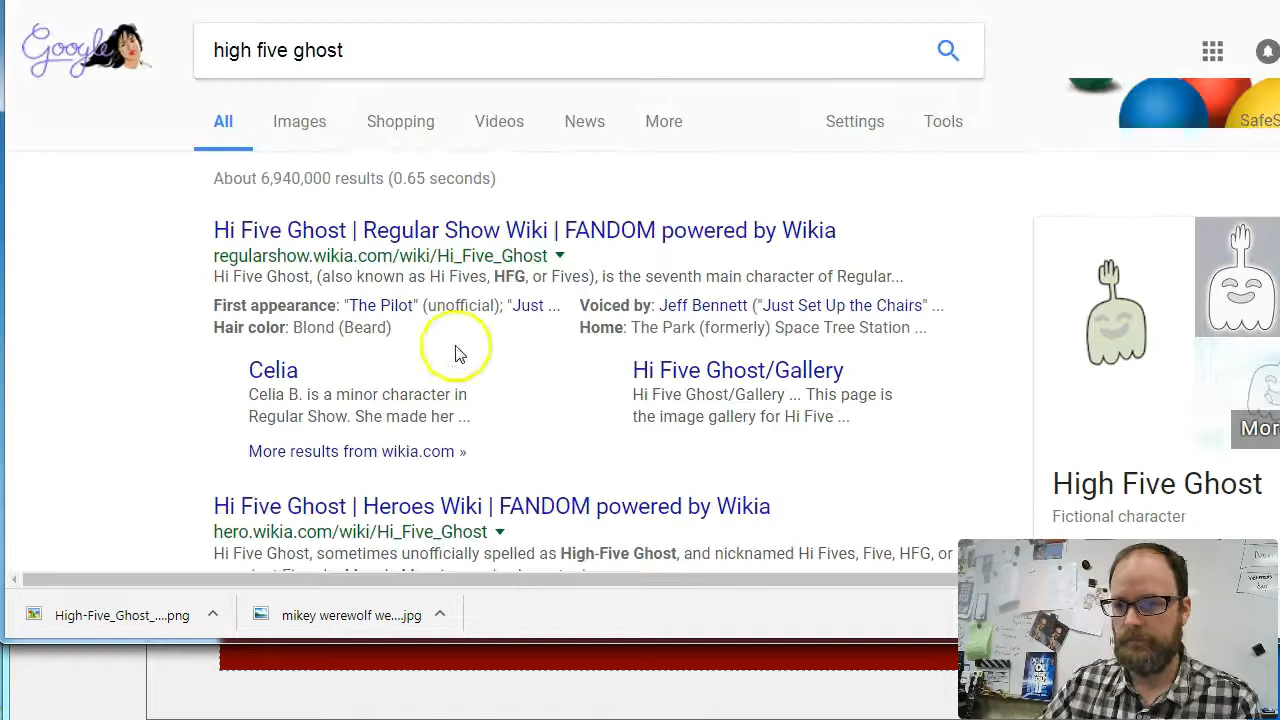 Google
high five ghost
All Images Shopping Videos News More Settings Tools SafeS
About 6,940,000 results (0.65 seconds)
Hi Five Ghost | Regular Show Wiki | FANDOM powered by Wikia
regularshow.wikia.com/wiki/Hi_Five_Ghost
Hi Five Ghost, (also known as Hi Fives, HFG, or Fives), is the seventh main character of Regular...
First appearance: "The Pilot" (unofficial); "Just ... Voiced by: Jeff Bennett ("Just Set Up the Chairs" ...
Hair color: Blond (Beard) Home: The Park (formerly) Space Tree Station ...
Celia
Celia B. is a minor character in
Regular Show. She made her ...
Hi Five Ghost/Gallery
Hi Five Ghost/Gallery ... This page is
the image gallery for Hi Five ...
More results from wikia.com »
Hi Five Ghost | Heroes Wiki | FANDOM powered by Wikia
hero.wikia.com/wiki/Hi_Five_Ghost
Hi Five Ghost, sometimes unofficially spelled as High-Five Ghost, and nicknamed Hi Fives, Five, HFG, or
Mor
High Five Ghost
Fictional character
High-Five_Ghost_....png
mikey werewolf we....jpg